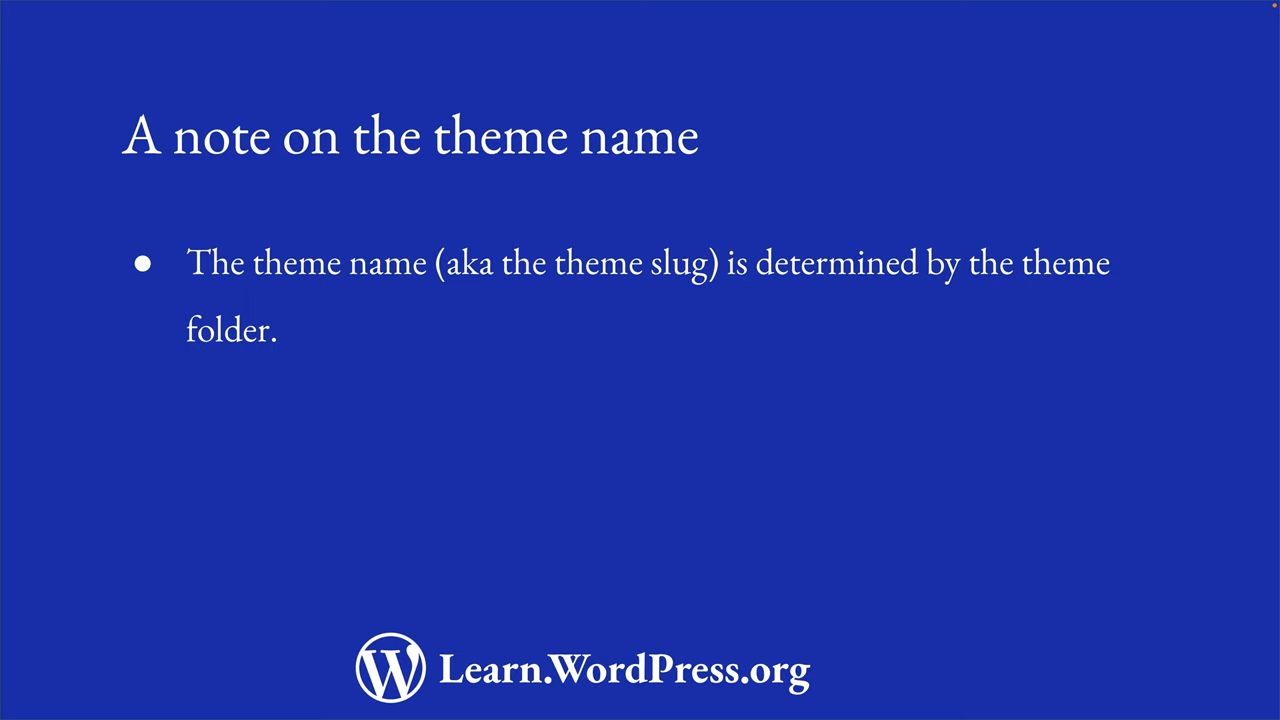 A note on the theme name
● The theme name (aka the theme slug) is determined by the theme
folder.
Learn.WordPress.org